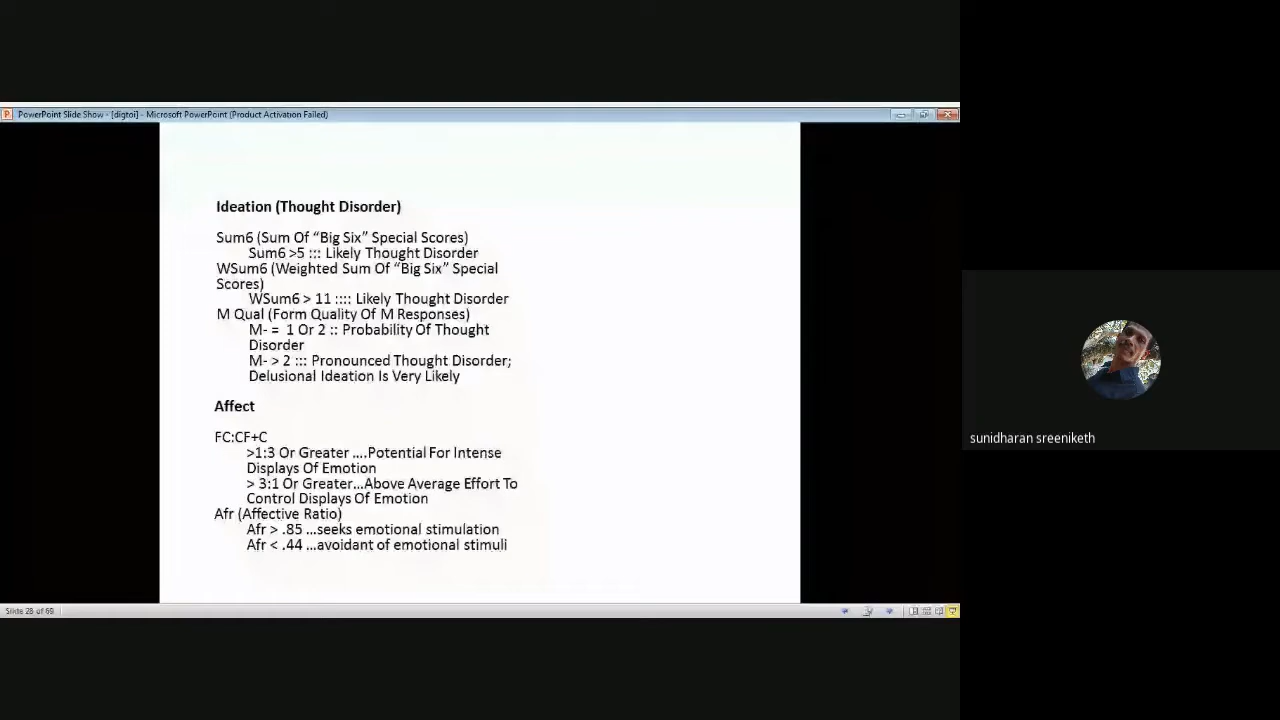 PowerPoint Slide Show - [digtoi] - Microsoft PowerPoint (Product Activation Failed)
Ideation (Thought Disorder)
Sum6 (Sum Of “Big Six” Special Scores)
Sum6 >5 ::: Likely Thought Disorder
WSum6 (Weighted Sum Of “Big Six” Special
Scores)
WSum6 > 11 :::: Likely Thought Disorder
M Qual (Form Quality Of M Responses)
M- = 1 Or 2 :: Probability Of Thought
Disorder
M- > 2 ::: Pronounced Thought Disorder;
Delusional Ideation Is Very Likely
Affect
FC:CF+C
>1:3 Or Greater ....Potential For Intense
Displays Of Emotion
> 3:1 Or Greater...Above Average Effort To
Control Displays Of Emotion
Afr (Affective Ratio)
Afr > .85 ...seeks emotional stimulation
Afr < .44 ...avoidant of emotional stimuli
sunidharan sreeniketh
Slide 28 of 69